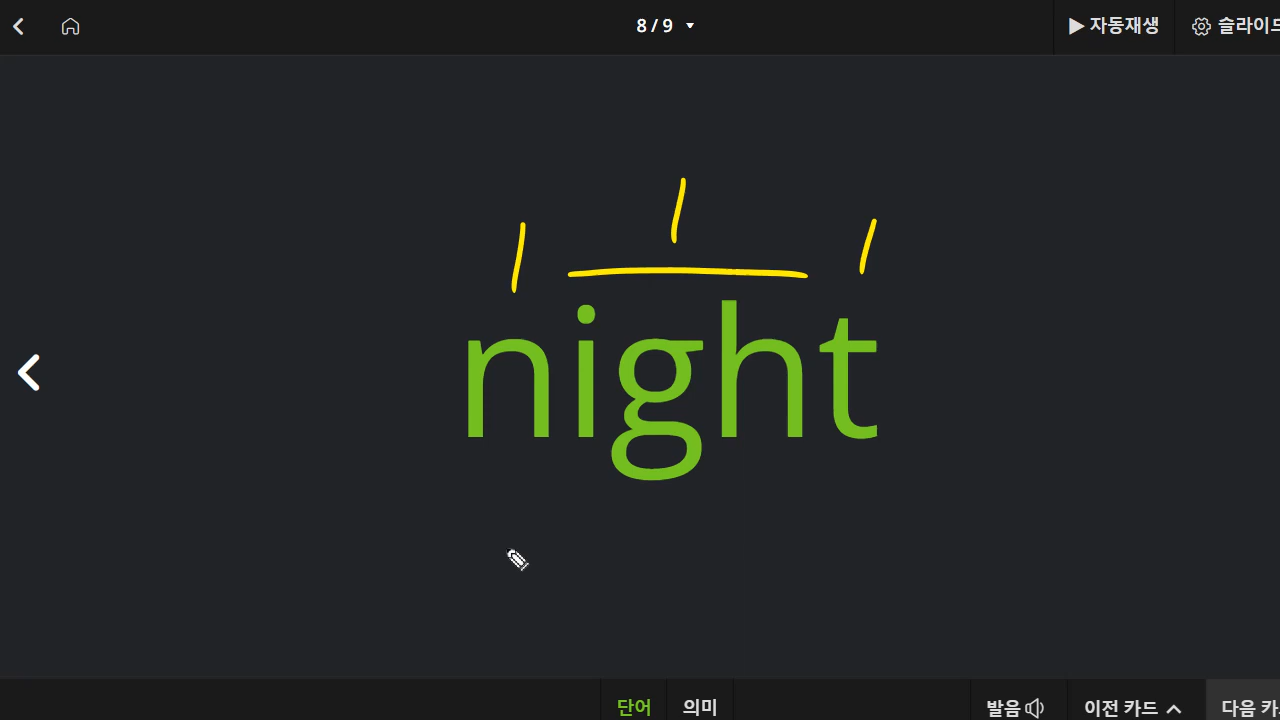 8 / 9
▶ 자동재생
슬라이드
night
단어
의미
발음
이전 카드
다음 카